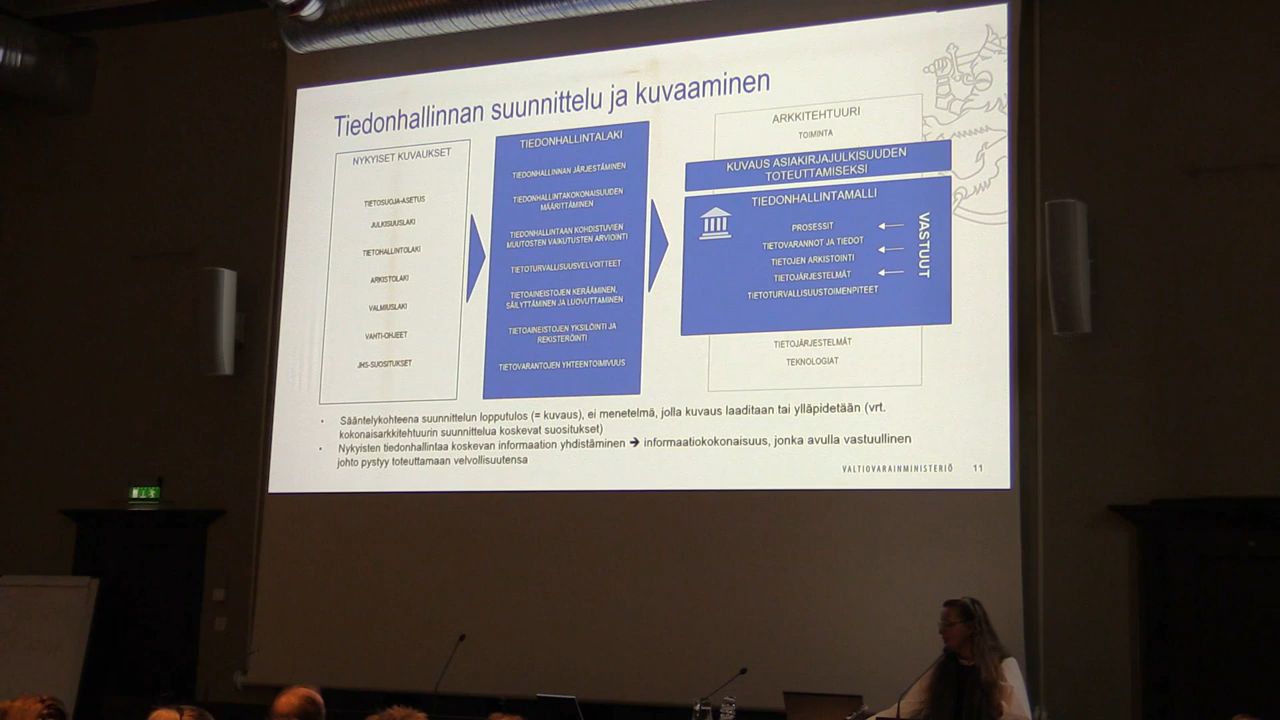 Tiedonhallinnan suunnittelu ja kuvaaminen
NYKYISET KUVAUKSET
TIETOSUOJA-ASETUS
JULKISUUSLAKI
TIETOHALLINTOLAKI
ARKISTOLAKI
VALMIUSLAKI
VAHTI-OHJEET
JHS-SUOSITUKSET
TIEDONHALLINTALAKI
TIEDONHALLINNAN JÄRJESTÄMINEN
TIEDONHALLINTAKOKONAISUUDEN
MÄÄRITTÄMINEN
TIEDONHALLINTAAN KOHDISTUVIEN
MUUTOSTEN VAIKUTUSTEN ARVIOINTI
TIETOTURVALLISUUSVELVOITTEET
TIETOAINEISTOJEN KERÄÄMINEN,
SÄILYTTÄMINEN JA LUOVUTTAMINEN
TIETOAINEISTOJEN YKSILÖINTI JA
REKISTERÖINTI
TIETOVARANTOJEN YHTEENTOIMIVUUS
ARKKITEHTUURI
TOIMINTA
KUVAUS ASIAKIRJAJULKISUUDEN
TOTEUTTAMISEKSI
TIEDONHALLINTAMALLI
PROSESSIT
TIETOVARANNOT JA TIEDOT
TIETOJEN ARKISTOINTI
TIETOJÄRJESTELMÄT
TIETOTURVALLISUUSTOIMENPITEET
VASTUUT
TIETOJÄRJESTELMÄT
TEKNOLOGIAT
• Sääntelykohteena suunnittelun lopputulos (= kuvaus), ei menetelmä, jolla kuvaus laaditaan tai ylläpidetään (vrt.
kokonaisarkkitehtuurin suunnittelua koskevat suositukset)
• Nykyisten tiedonhallintaa koskevan informaation yhdistäminen ➔ informaatiokokonaisuus, jonka avulla vastuullinen
johto pystyy toteuttamaan velvollisuutensa
VALTIOVARAINMINISTERIÖ 11